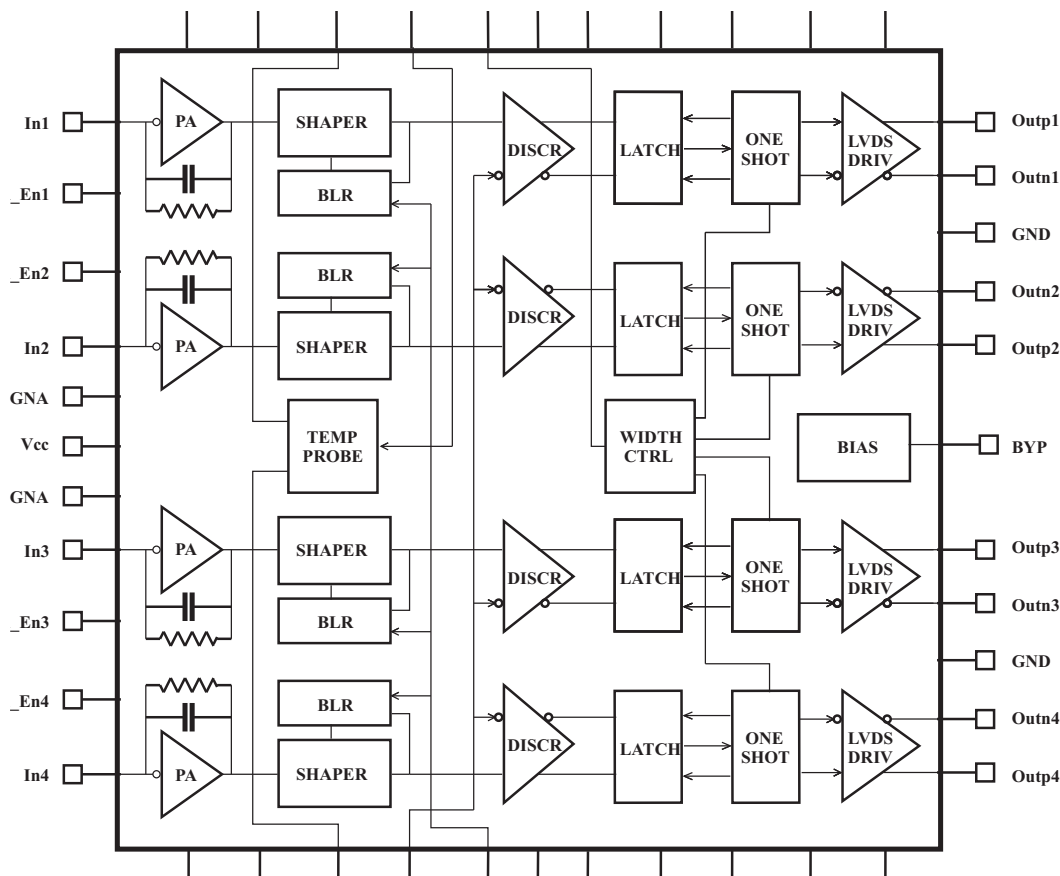 In1
PA
SHAPER
DISCR
LATCH
ONE
SHOT
LVDS
DRIV
Outp1
_En1
BLR
Outn1
GND
_En2
BLR
DISCR
LATCH
ONE
SHOT
LVDS
DRIV
Outn2
In2
PA
SHAPER
Outp2
GNA
Vcc
TEMP
PROBE
WIDTH
CTRL
BIAS
BYP
GNA
In3
PA
SHAPER
DISCR
LATCH
ONE
SHOT
LVDS
DRIV
Outp3
_En3
BLR
Outn3
GND
_En4
BLR
DISCR
LATCH
ONE
SHOT
LVDS
DRIV
Outn4
In4
PA
SHAPER
Outp4